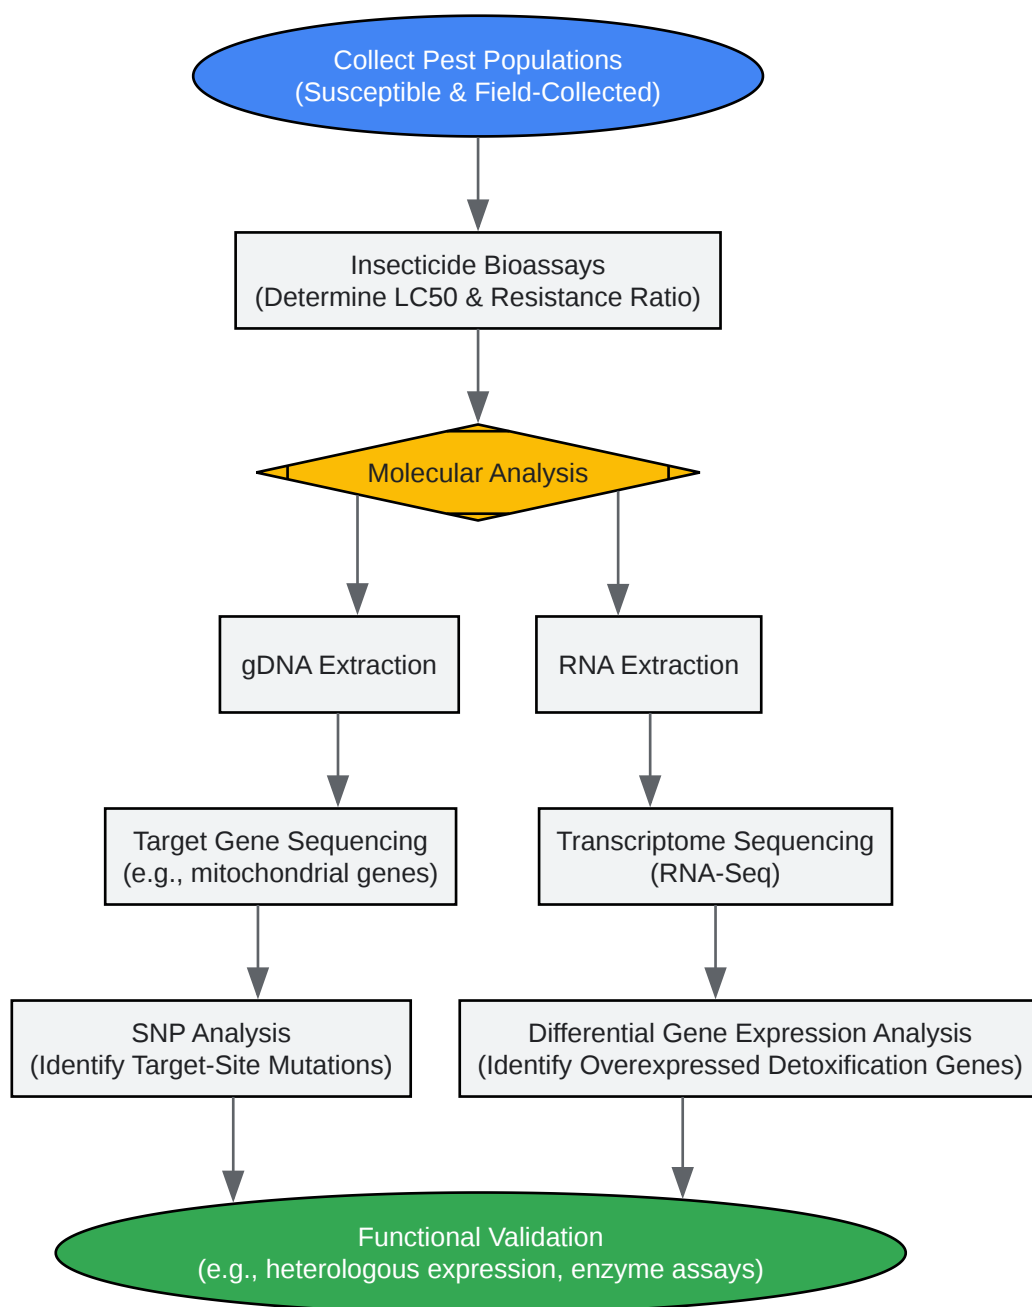 Collect Pest Populations
(Susceptible & Field-Collected)
Insecticide Bioassays
(Determine LC50 & Resistance Ratio)
Molecular Analysis
gDNA Extraction
RNA Extraction
Target Gene Sequencing
(e.g., mitochondrial genes)
Transcriptome Sequencing
(RNA-Seq)
SNP Analysis
(Identify Target-Site Mutations)
Differential Gene Expression Analysis
(Identify Overexpressed Detoxification Genes)
Functional Validation
(e.g., heterologous expression, enzyme assays)